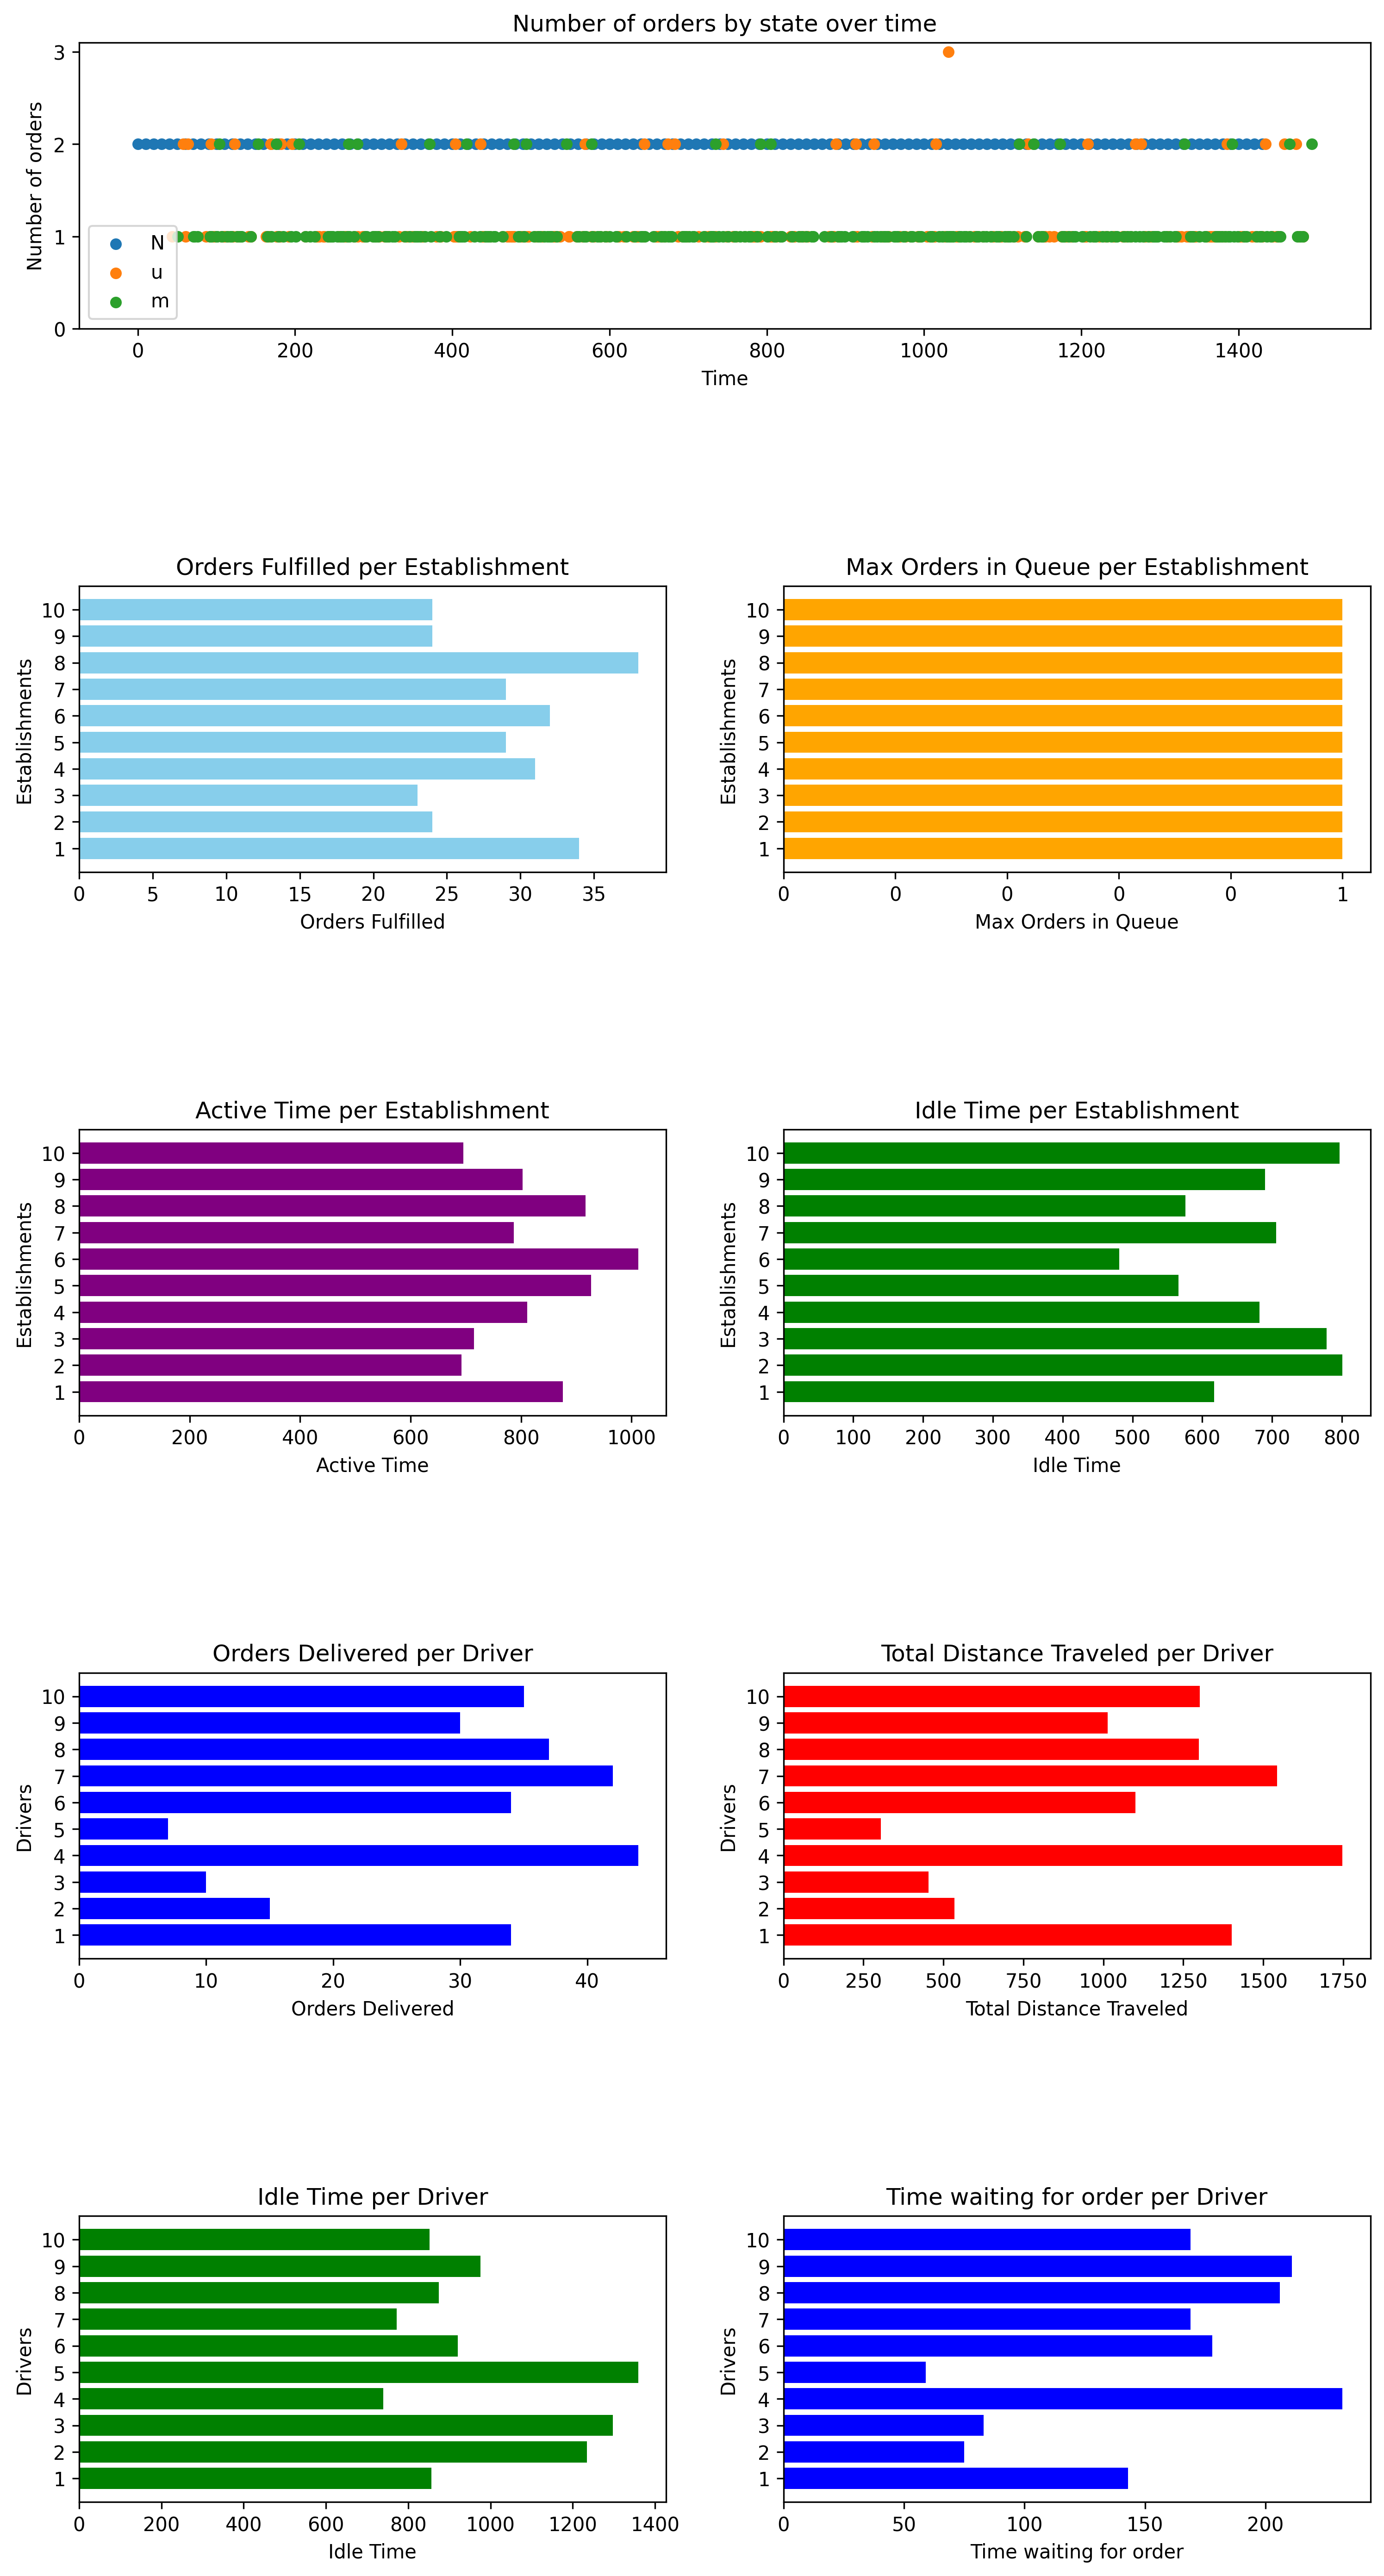 Number of orders by state over time
Number of orders
3
2
1
0
N
u
m
0 200 400 600 800 1000 1200 1400
Time
Orders Fulfilled per Establishment
Establishments
10
9
8
7
6
5
4
3
2
1
0 5 10 15 20 25 30 35
Orders Fulfilled
Max Orders in Queue per Establishment
Establishments
10
9
8
7
6
5
4
3
2
1
0 0 0 0 0 1
Max Orders in Queue
Active Time per Establishment
Establishments
10
9
8
7
6
5
4
3
2
1
0 200 400 600 800 1000
Active Time
Idle Time per Establishment
Establishments
10
9
8
7
6
5
4
3
2
1
0 100 200 300 400 500 600 700 800
Idle Time
Orders Delivered per Driver
Drivers
10
9
8
7
6
5
4
3
2
1
0 10 20 30 40
Orders Delivered
Total Distance Traveled per Driver
Drivers
10
9
8
7
6
5
4
3
2
1
0 250 500 750 1000 1250 1500 1750
Total Distance Traveled
Idle Time per Driver
Drivers
10
9
8
7
6
5
4
3
2
1
0 200 400 600 800 1000 1200 1400
Idle Time
Time waiting for order per Driver
Drivers
10
9
8
7
6
5
4
3
2
1
0 50 100 150 200
Time waiting for order